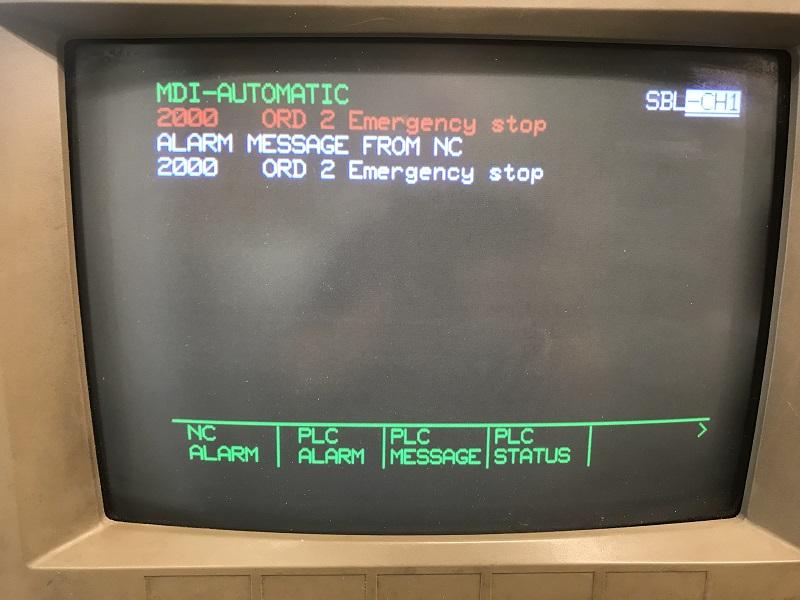 MDI-AUTOMATIC
SBL-CH1
2000 ORD 2 Emergency stop
ALARM MESSAGE FROM NC
2000 ORD 2 Emergency stop
NC ALARM
PLC ALARM
PLC MESSAGE
PLC STATUS
>